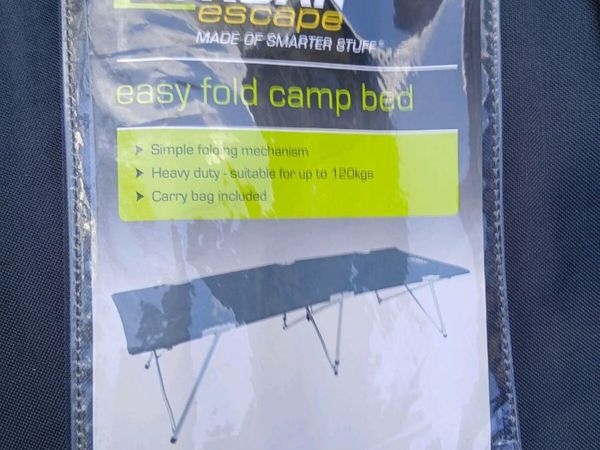 escape
MADE OF SMARTER STUFF®
easy fold camp bed
Simple folding mechanism
Heavy duty - suitable for up to 120kgs
Carry bag included